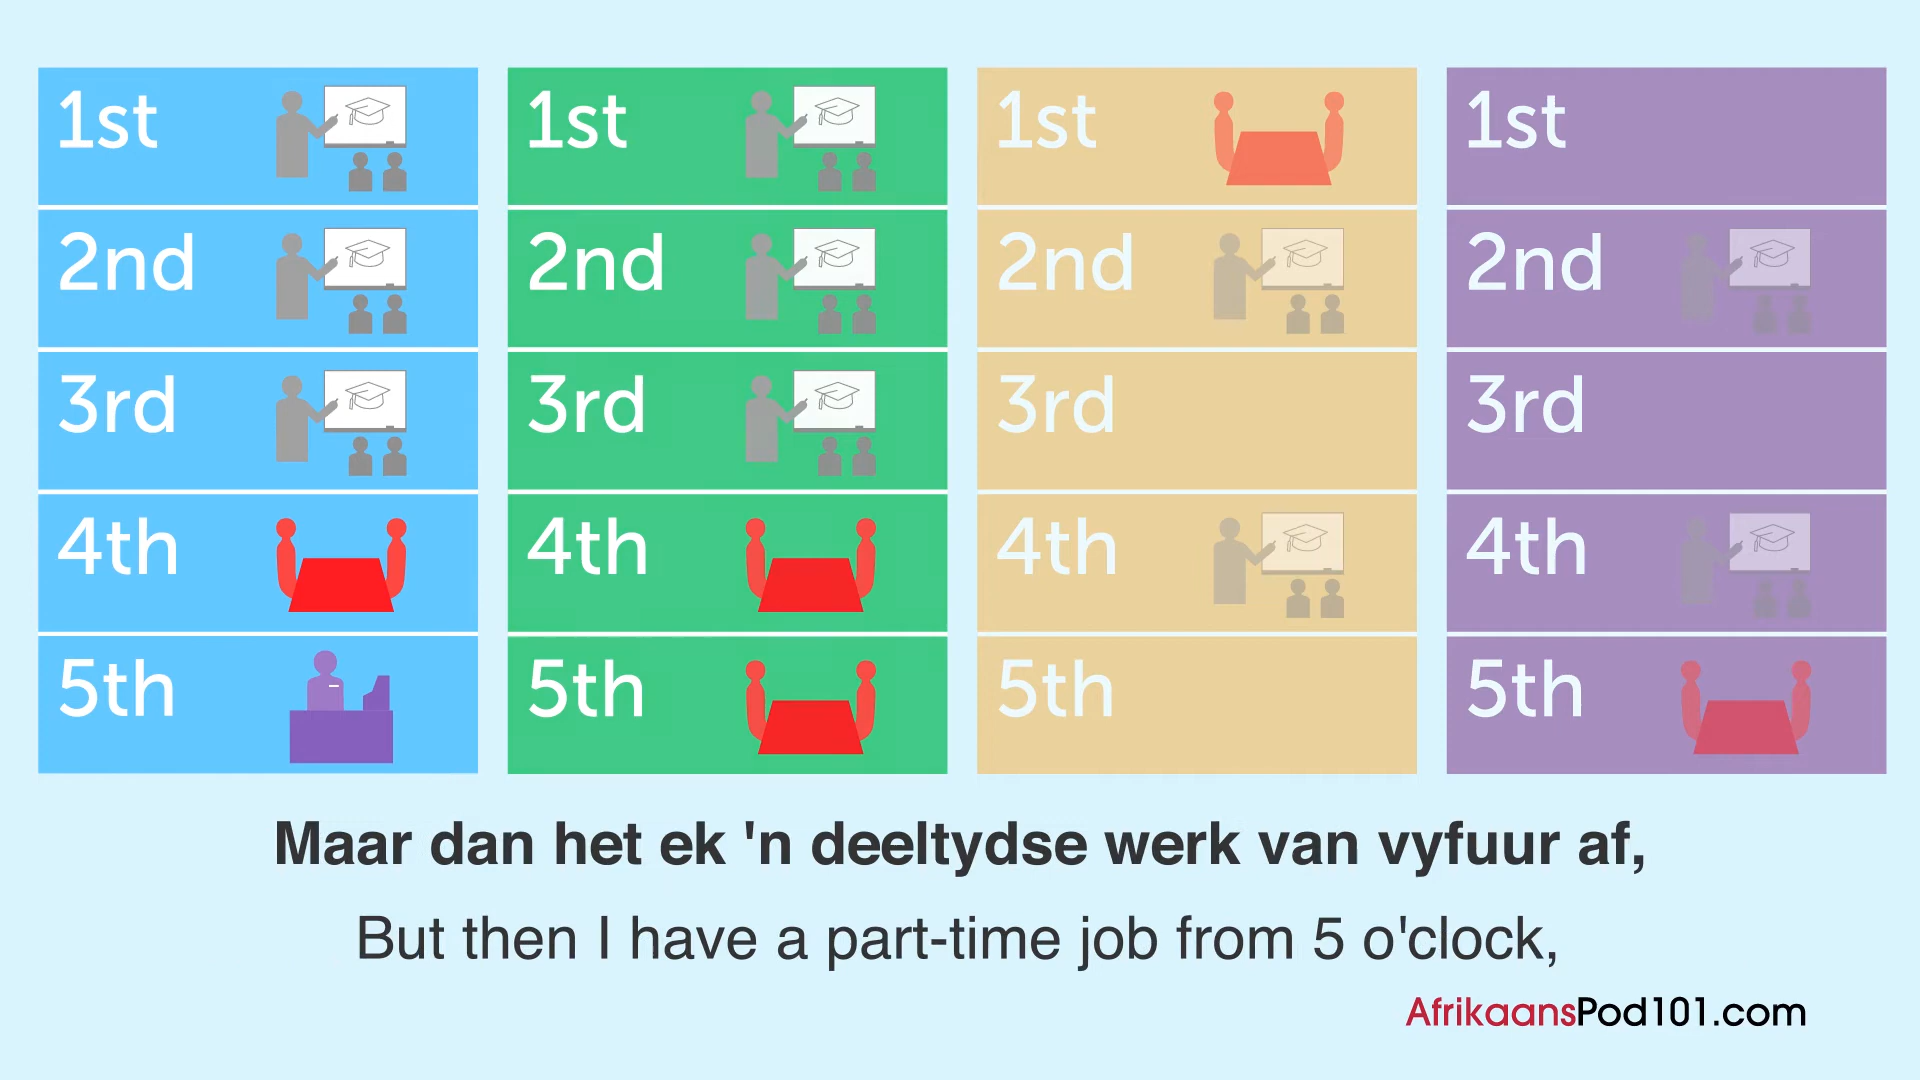 1st
2nd
3rd
4th
5th
1st
2nd
3rd
4th
5th
1st
2nd
3rd
4th
5th
1st
2nd
3rd
4th
5th
Maar dan het ek 'n deeltydse werk van vyfuur af,
But then I have a part-time job from 5 o'clock,
AfrikaansPod101.com